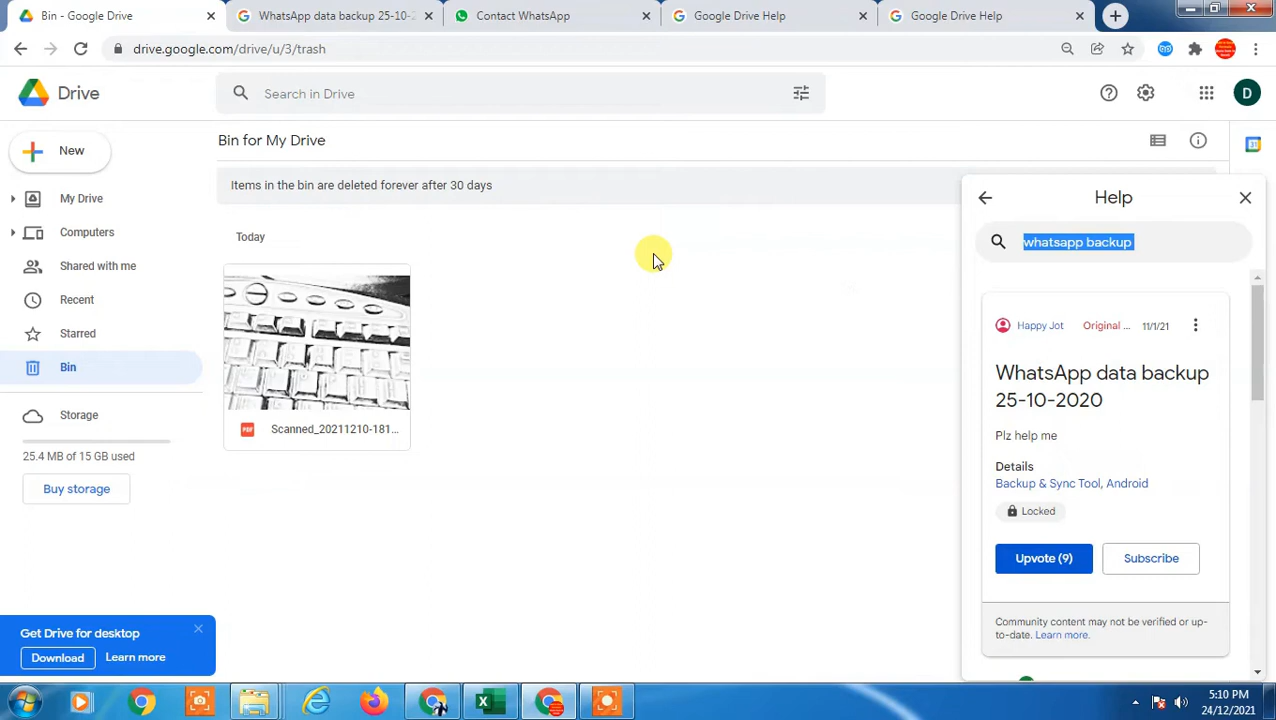 Bin - Google Drive
WhatsApp data backup 25-10-
Contact WhatsApp
Google Drive Help
Google Drive Help
drive.google.com/drive/u/3/trash
Drive
Search in Drive
D
New
My Drive
Computers
Shared with me
Recent
Starred
Bin
Storage
25.4 MB of 15 GB used
Buy storage
Get Drive for desktop
Download
Learn more
Bin for My Drive
Items in the bin are deleted forever after 30 days
Today
PDF
Scanned_20211210-181...
Help
whatsapp backup
Happy Jot
Original ...
11/1/21
WhatsApp data backup
25-10-2020
Plz help me
Details
Backup & Sync Tool, Android
Locked
Upvote (9)
Subscribe
Community content may not be verified or up-
to-date. Learn more.
5:10 PM
24/12/2021